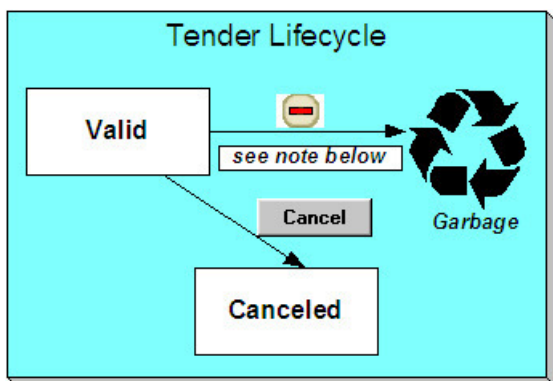 Tender Lifecycle
Valid
see note below
Garbage
Cancel
Canceled